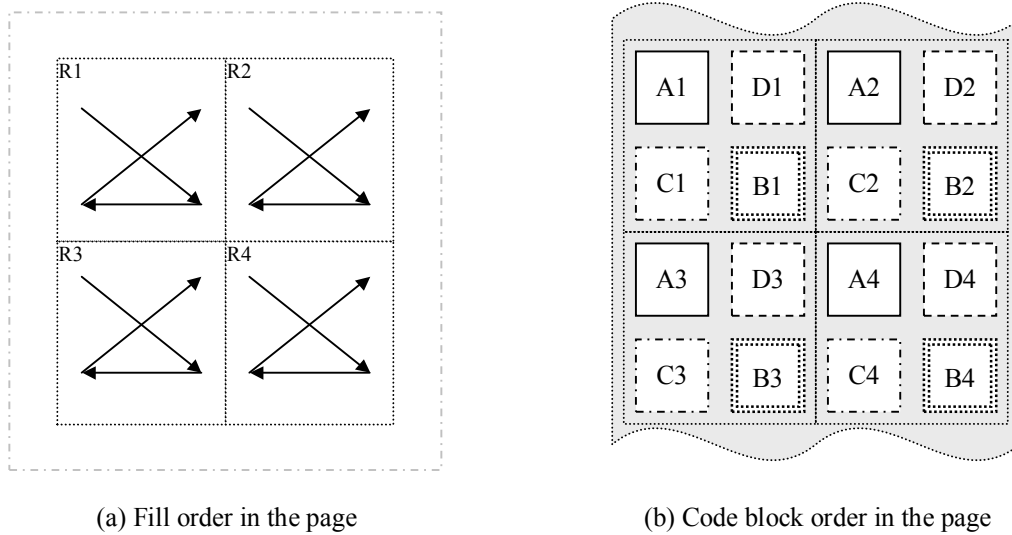 R1 R2
R3 R4
A1 D1 A2 D2
C1 B1 C2 B2
A3 D3 A4 D4
C3 B3 C4 B4
(a) Fill order in the page
(b) Code block order in the page